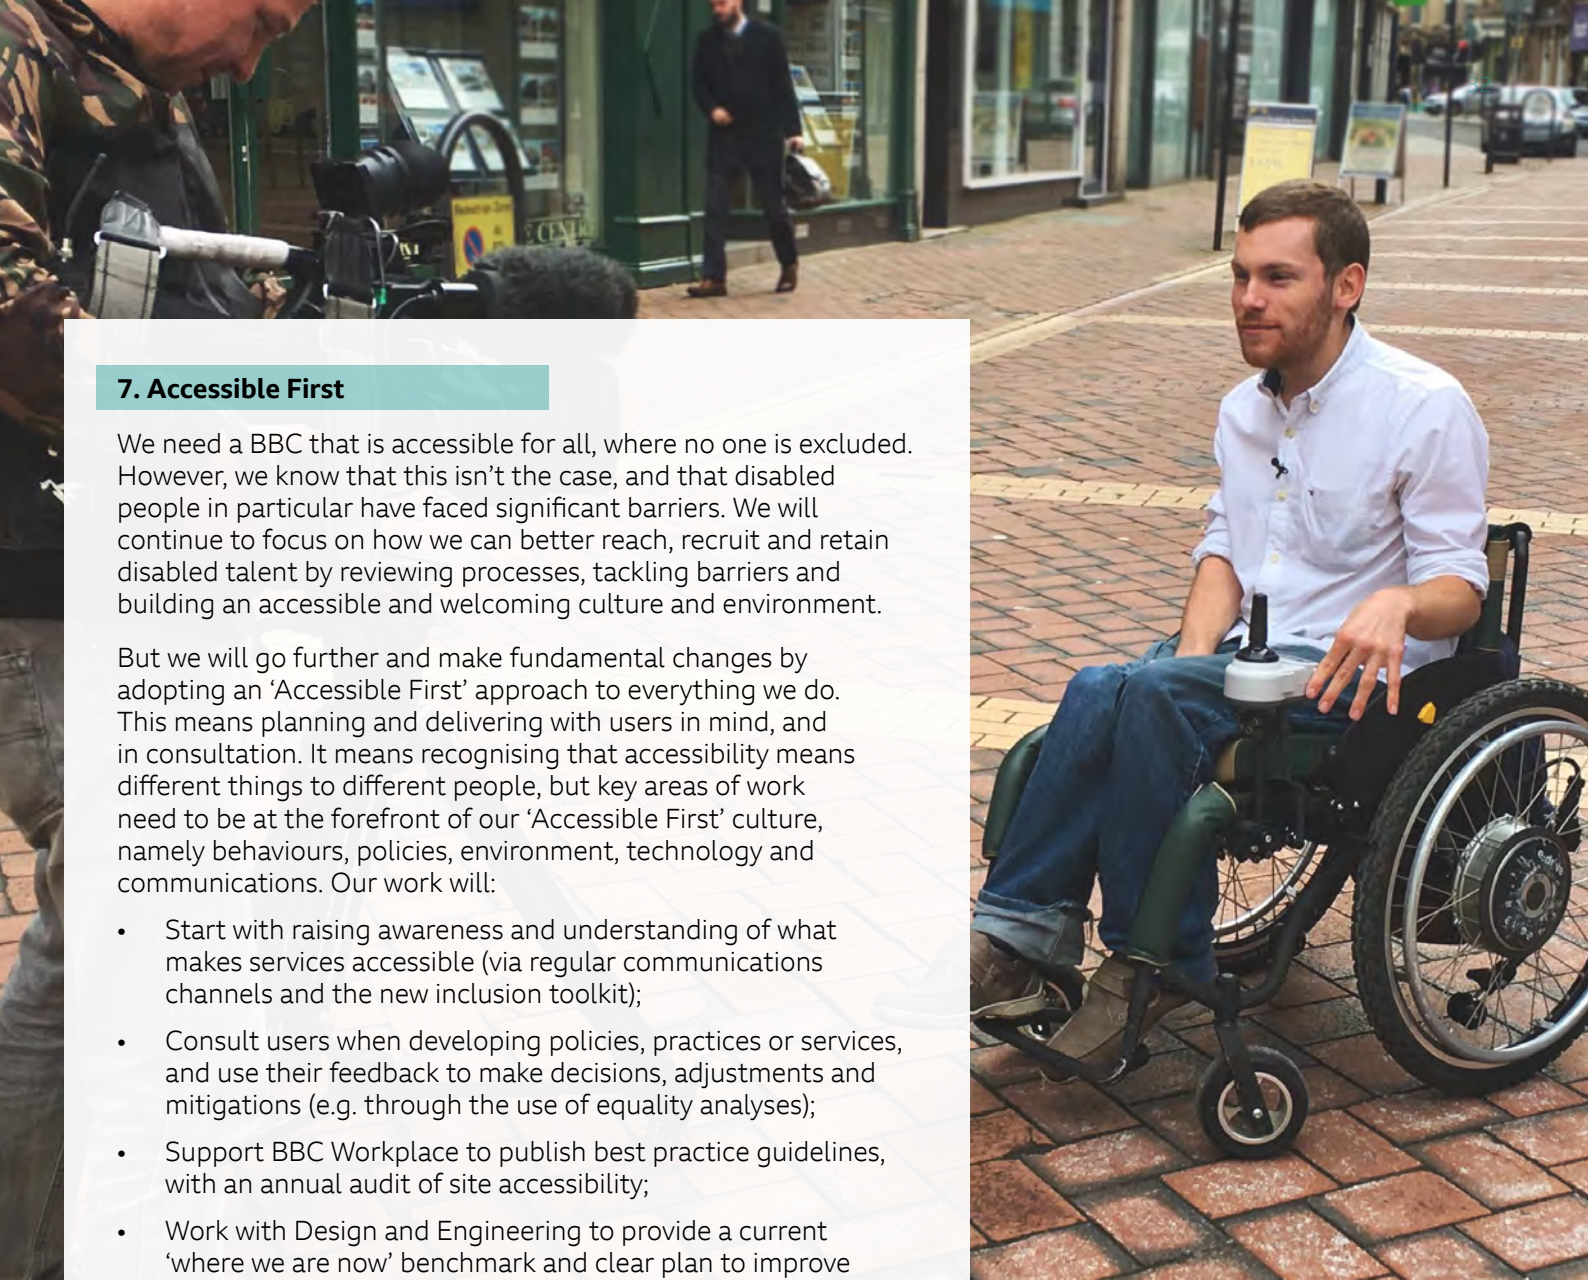 Pedestrian Zone
CENTRE
7. Accessible First
We need a BBC that is accessible for all, where no one is excluded.
However, we know that this isn’t the case, and that disabled
people in particular have faced significant barriers. We will
continue to focus on how we can better reach, recruit and retain
disabled talent by reviewing processes, tackling barriers and
building an accessible and welcoming culture and environment.
But we will go further and make fundamental changes by
adopting an ‘Accessible First’ approach to everything we do.
This means planning and delivering with users in mind, and
in consultation. It means recognising that accessibility means
different things to different people, but key areas of work
need to be at the forefront of our ‘Accessible First’ culture,
namely behaviours, policies, environment, technology and
communications. Our work will:
• Start with raising awareness and understanding of what
makes services accessible (via regular communications
channels and the new inclusion toolkit);
• Consult users when developing policies, practices or services,
and use their feedback to make decisions, adjustments and
mitigations (e.g. through the use of equality analyses);
• Support BBC Workplace to publish best practice guidelines,
with an annual audit of site accessibility;
• Work with Design and Engineering to provide a current
‘where we are now’ benchmark and clear plan to improve
e·drive